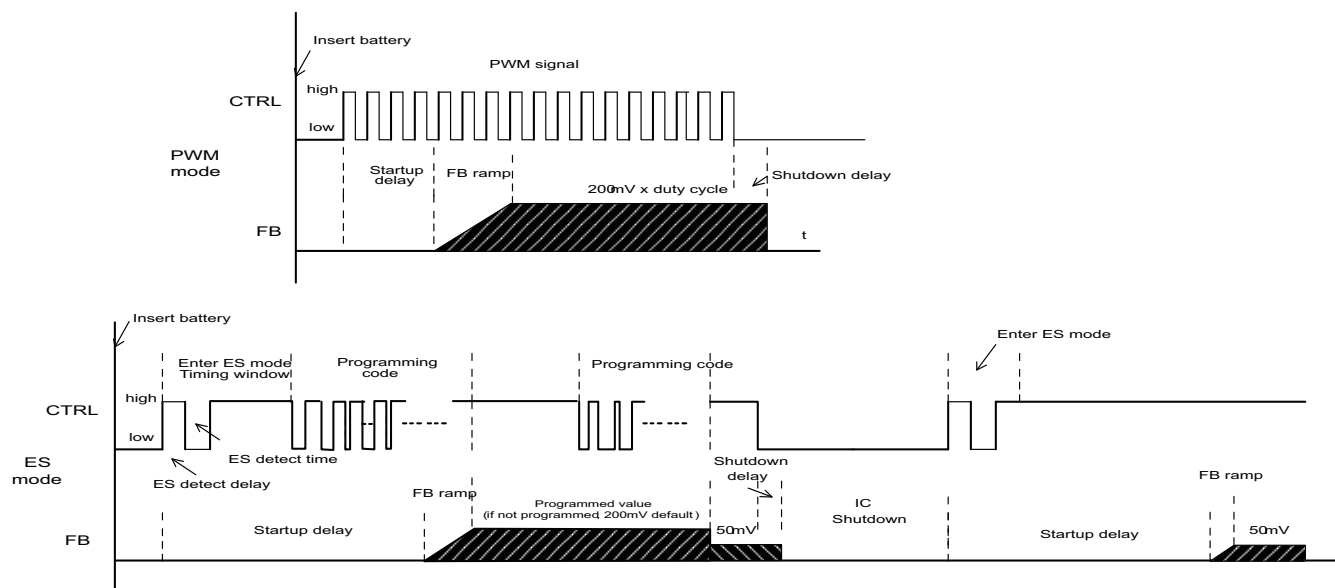 Insert battery
PWM signal
CTRL
high
low
PWM
mode
Startup
delay
FB ramp
200mV x duty cycle
Shutdown delay
FB
t
Insert battery
Enter ES mode
Enter ES mode
Timing window
Programming
code
Programming code
CTRL
high
low
ES
mode
ES detect time
ES detect delay
Shutdown
delay
FB ramp
FB ramp
Programmed value
(if not programmed, 200mV default)
IC
Shutdown
Startup delay
50mV
Startup delay
50mV
FB